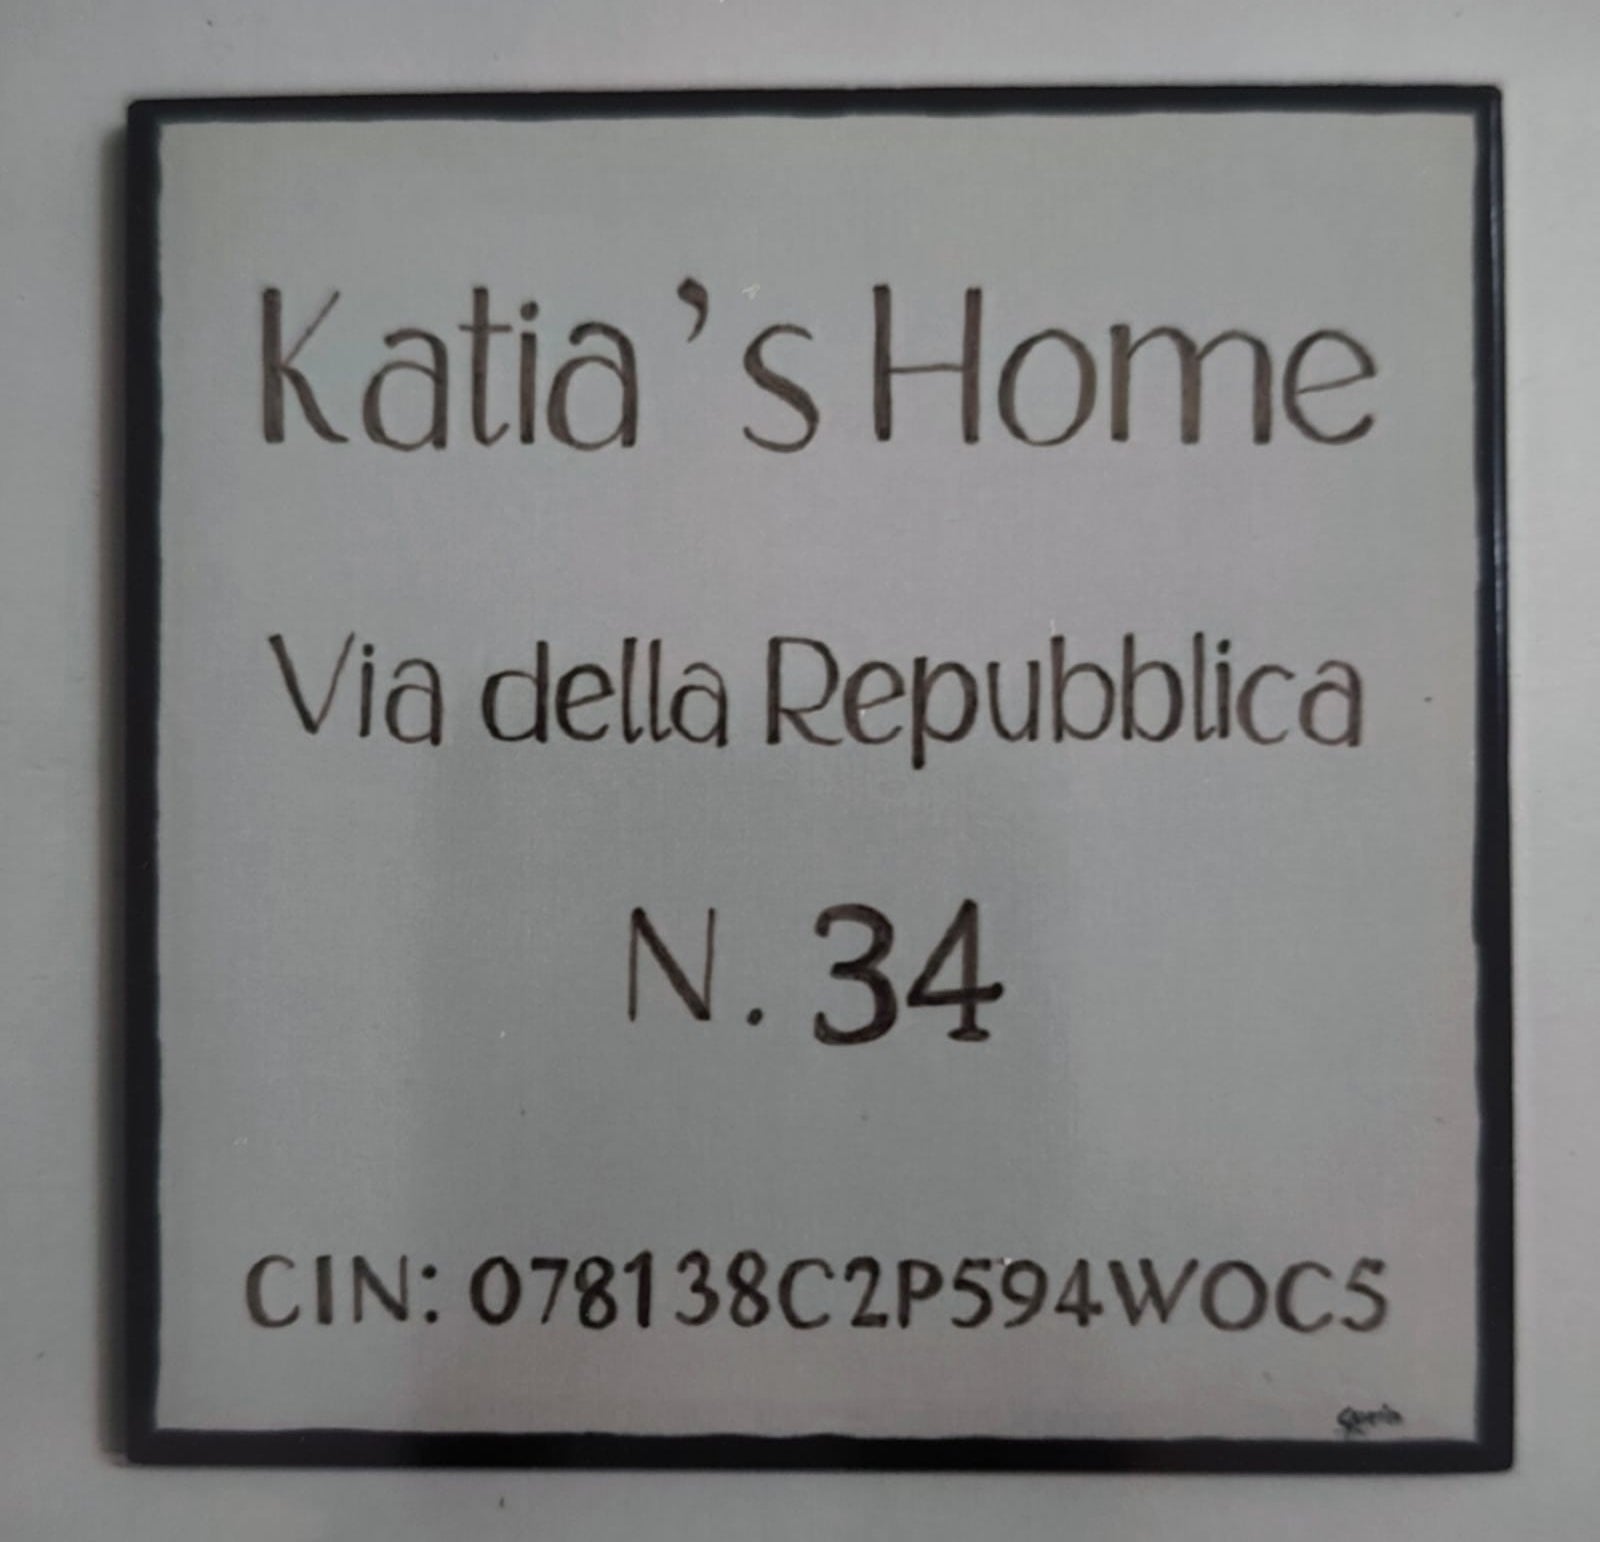 Katia's Home
Via della Repubblica
N. 34
CIN: 078138C2P594WOC5